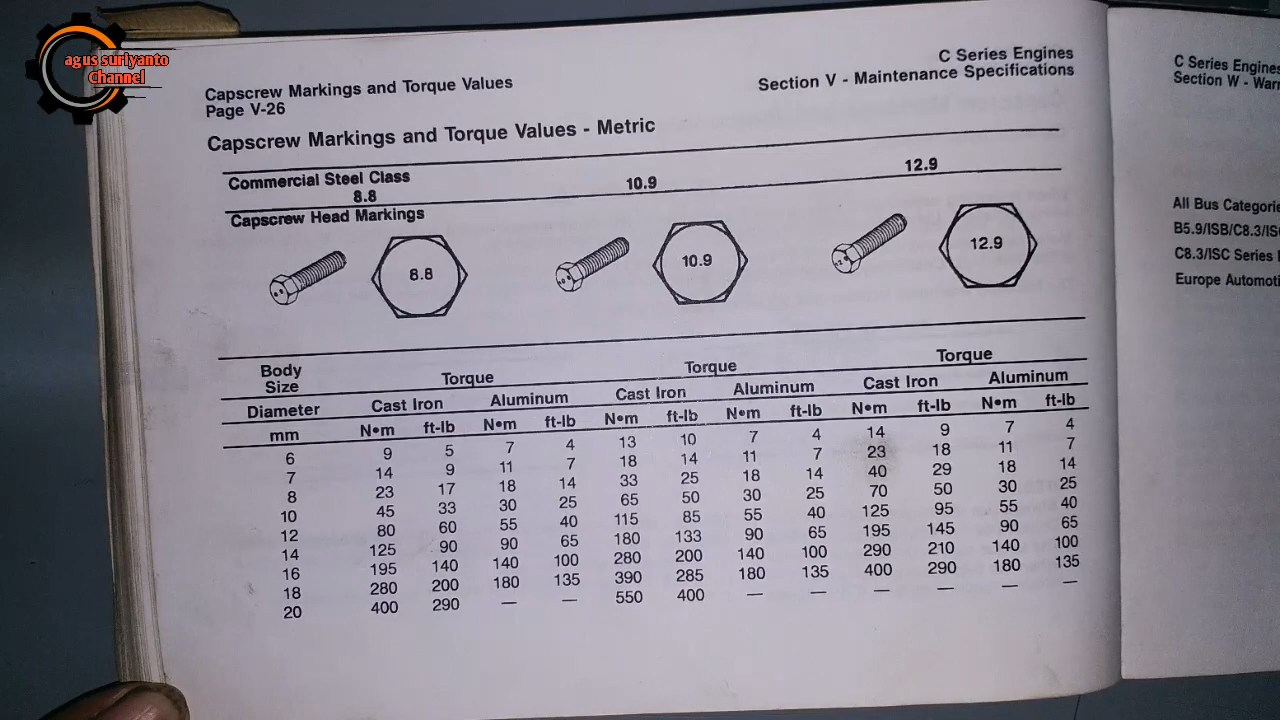 agus suriyanto
Channel
Capscrew Markings and Torque Values
Page V-26
C Series Engines
Section V - Maintenance Specifications
Capscrew Markings and Torque Values - Metric
Commercial Steel Class
8.8 10.9 12.9
Capscrew Head Markings
8.8 10.9 12.9
Body
Size
Torque Torque Torque
Diameter Cast Iron Aluminum Cast Iron Aluminum Cast Iron Aluminum
mm N•m ft-lb N•m ft-lb N•m ft-lb N•m ft-lb N•m ft-lb N•m ft-lb
6 9 5 7 4 13 10 7 4 14 9 7 4
7 14 9 11 7 18 14 11 7 23 18 11 7
8 23 17 18 14 33 25 18 14 40 29 18 14
10 45 33 30 25 65 50 30 25 70 50 30 25
12 80 60 55 40 115 85 55 40 125 95 55 40
14 125 90 90 65 180 133 90 65 195 145 90 65
16 195 140 140 100 280 200 140 100 290 210 140 100
18 280 200 180 135 390 285 180 135 400 290 180 135
20 400 290 — — 550 400 — — — — — —
C Series Engines
Section W -
All Bus
B5.9/ISB/C8.3/
C8.3/ISC Series
Europe